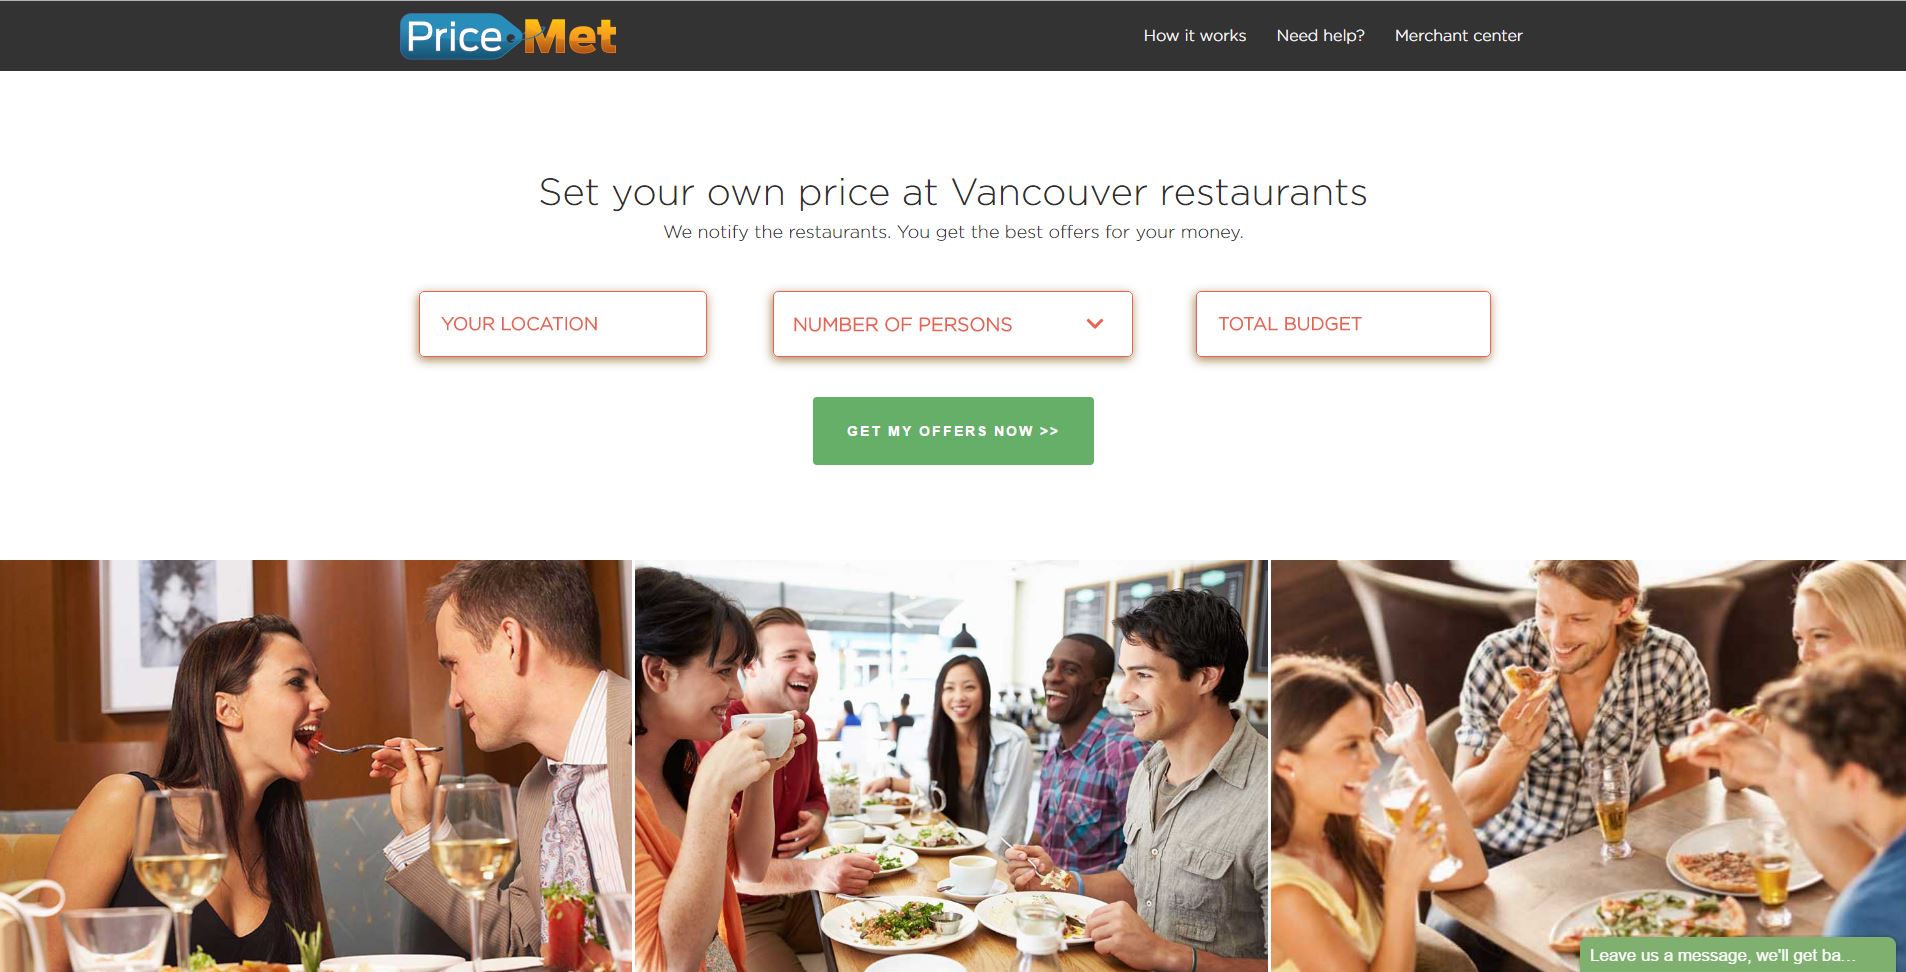 Price Met
How it works
Need help?
Merchant center
Set your own price at Vancouver restaurants
We notify the restaurants. You get the best offers for your money.
YOUR LOCATION
NUMBER OF PERSONS
TOTAL BUDGET
GET MY OFFERS NOW >>
Leave us a message, we'll get ba...